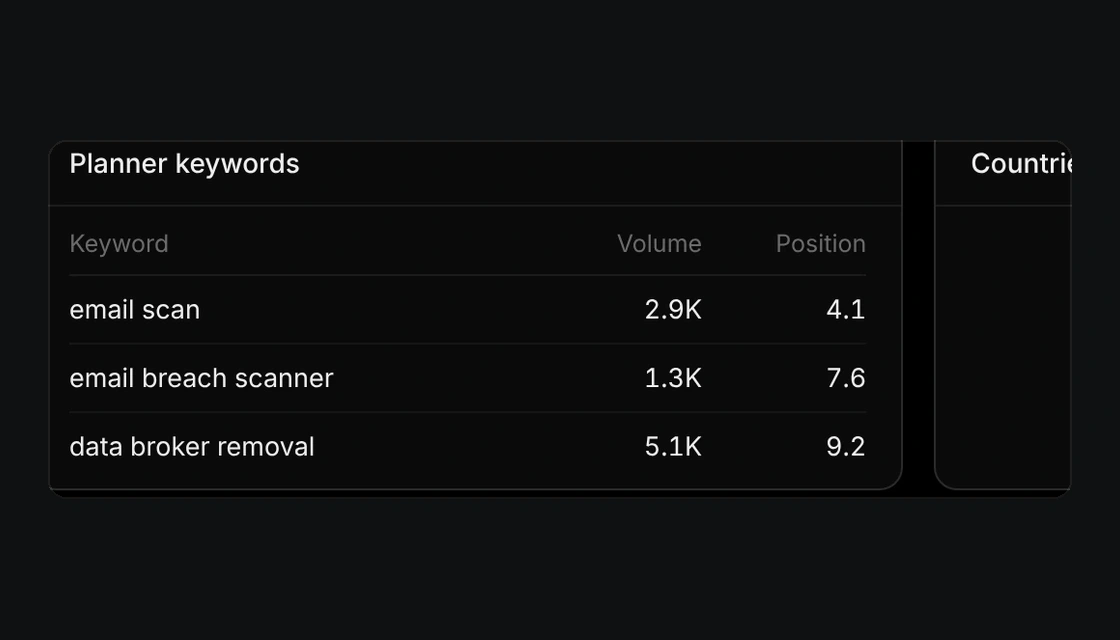 Planner keywords
Countrie
Keyword Volume Position
email scan 2.9K 4.1
email breach scanner 1.3K 7.6
data broker removal 5.1K 9.2